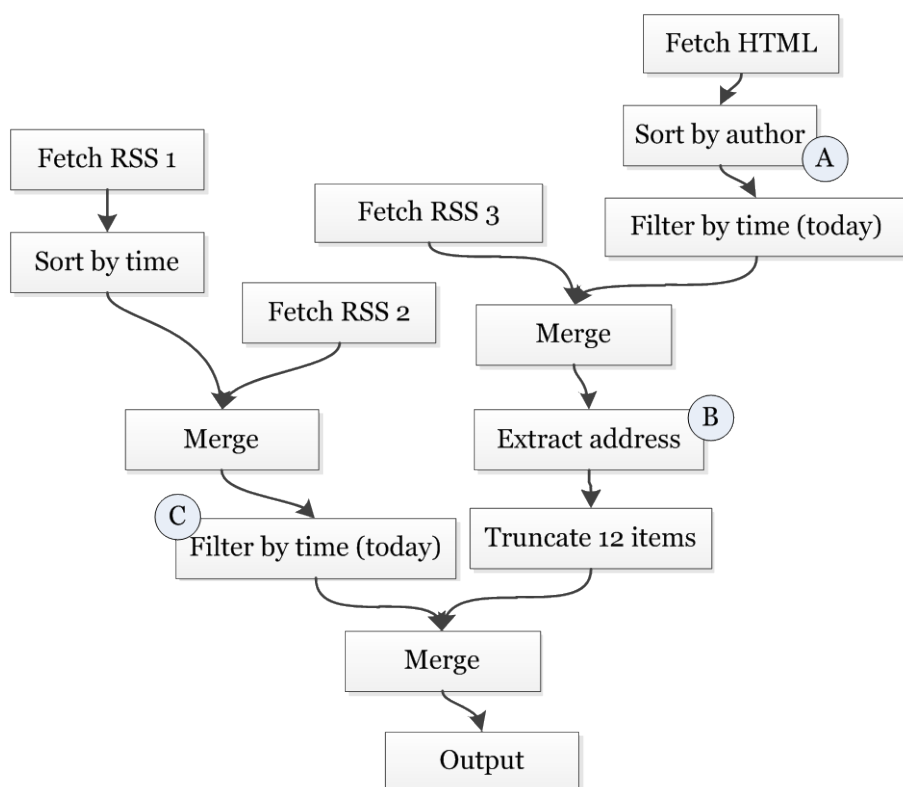 Fetch HTML
Sort by author
A
Fetch RSS 1
Fetch RSS 3
Filter by time (today)
Sort by time
Fetch RSS 2
Merge
Merge
B
Extract address
C
Filter by time (today)
Truncate 12 items
Merge
Output